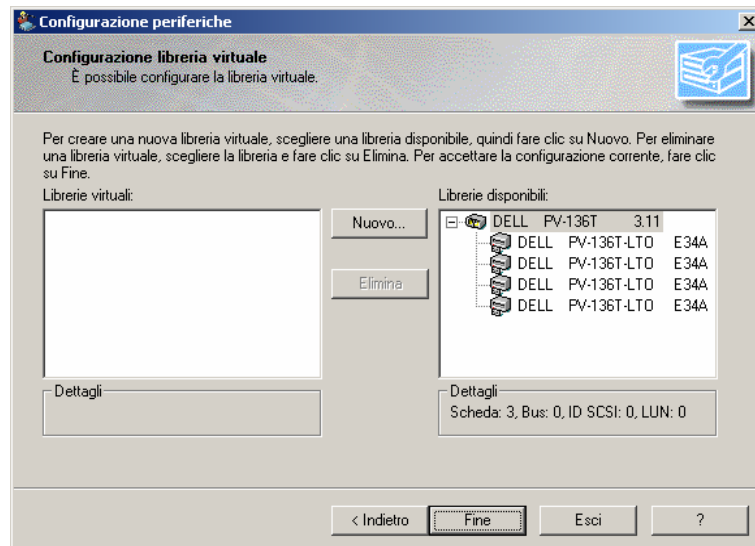 Configurazione periferiche
Configurazione libreria virtuale
È possibile configurare la libreria virtuale.
Per creare una nuova libreria virtuale, scegliere una libreria disponibile, quindi fare clic su Nuovo. Per eliminare
una libreria virtuale, scegliere la libreria e fare clic su Elimina. Per accettare la configurazione corrente, fare clic
su Fine.
Librerie virtuali:
Librerie disponibili:
Nuovo...
Elimina
DELL PV-136T 3.11
DELL PV-136T-LTO E34A
DELL PV-136T-LTO E34A
DELL PV-136T-LTO E34A
DELL PV-136T-LTO E34A
Dettagli
Dettagli
Scheda: 3, Bus: 0, ID SCSI: 0, LUN: 0
< Indietro
Fine
Esci
?